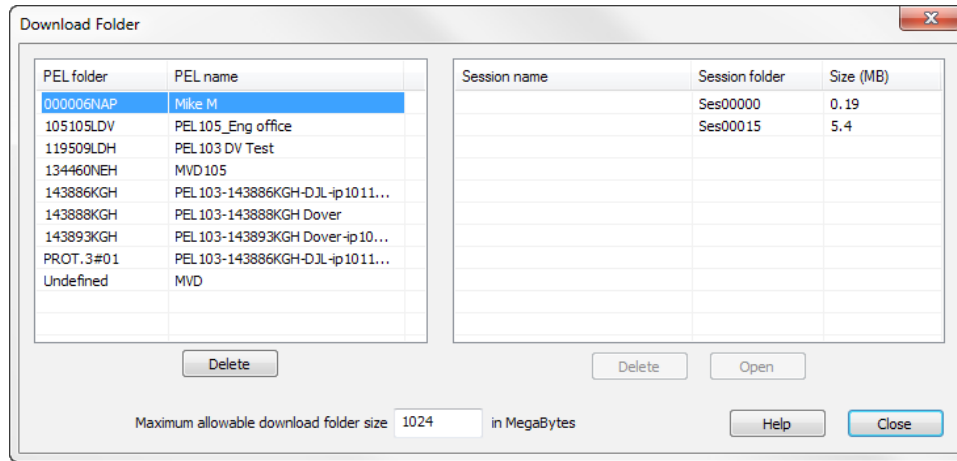 Download Folder
PEL folder PEL name
000006NAP Mike M
105105LDV PEL105_Eng office
119509LDH PEL103 DV Test
134460NEH MVD105
143886KGH PEL103-143886KGH-DJL-ip1011...
143888KGH PEL103-143888KGH Dover
143893KGH PEL103-143893KGH Dover-ip10...
PROT.3#01 PEL103-143886KGH-DJL-ip1011...
Undefined MVD
Delete
Session name Session folder Size (MB)
Ses00000 0.19
Ses00015 5.4
Delete Open
Maximum allowable download folder size 1024 in MegaBytes
Help Close